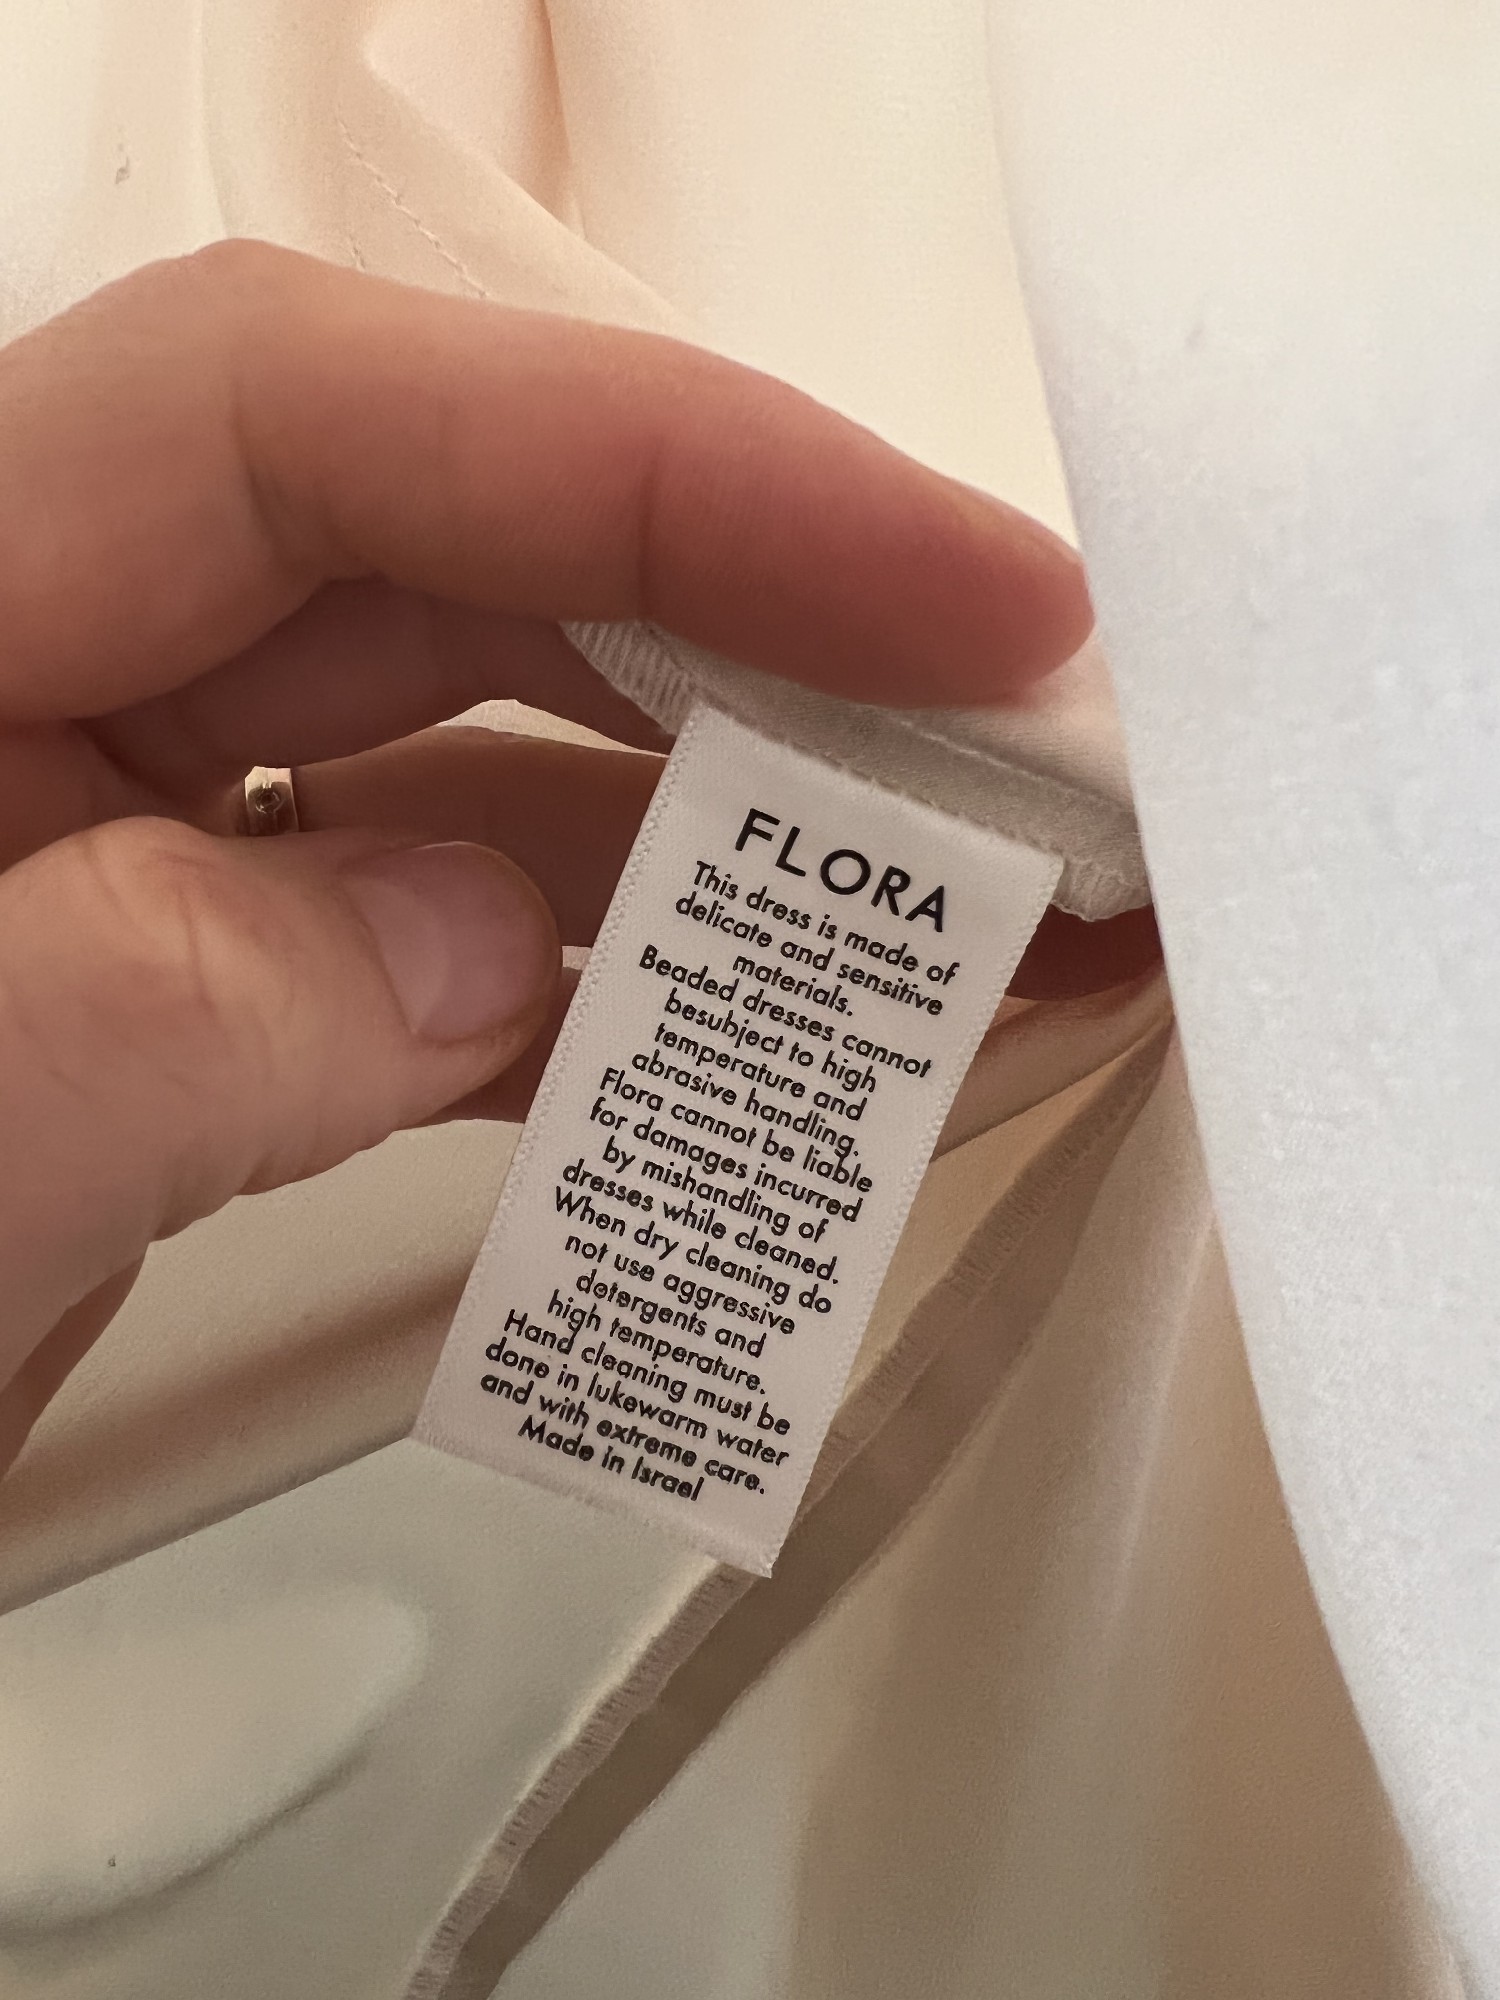 FLORA
This dress is made of
delicate and sensitive
materials.
Beaded dresses cannot
besubject to high
temperature and
abrasive handling.
Flora cannot be liable
for damages incurred
by mishandling of
dresses while cleaned.
When dry cleaning do
not use aggressive
detergents and
high temperature.
Hand cleaning must be
done in lukewarm water
and with extreme care.
Made in Israel